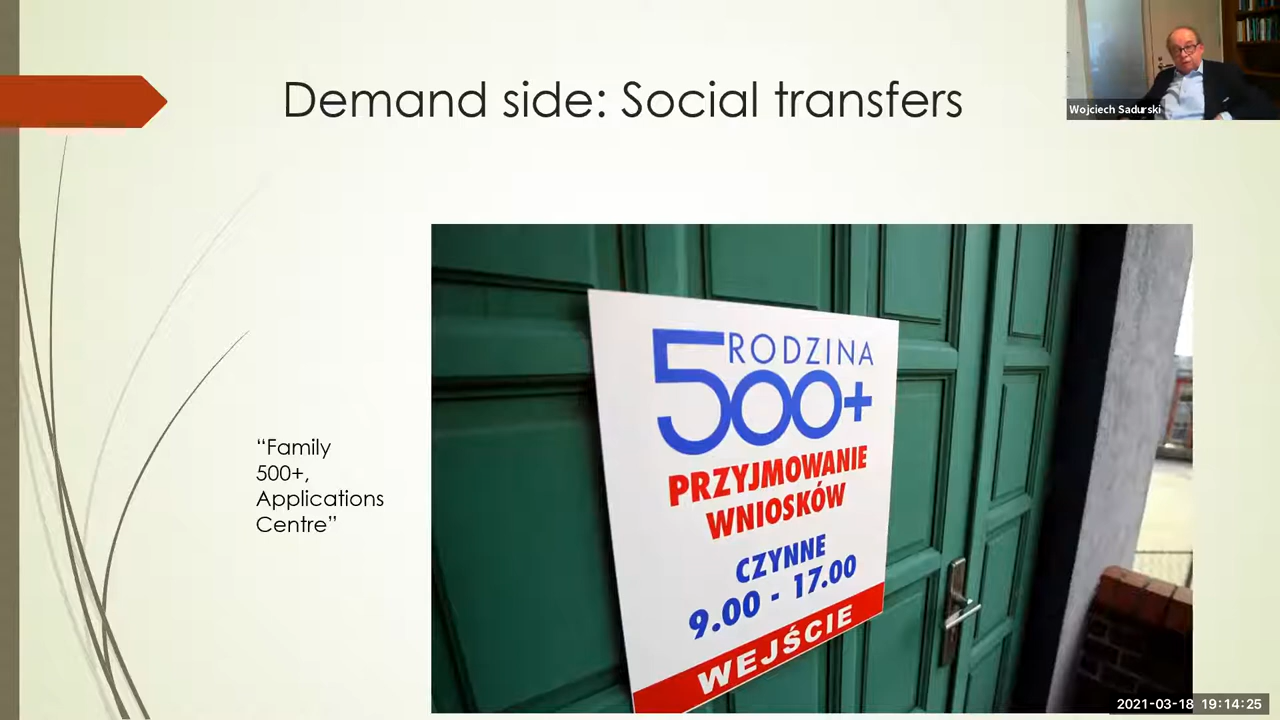 Demand side: Social transfers
Wojciech Sadurski
RODZINA
500+
PRZYJMOWANIE
WNIOSKÓW
CZYNNE
9.00 - 17.00
WEJŚCIE
“Family
500+,
Applications
Centre”
2021-03-18 19:14:25